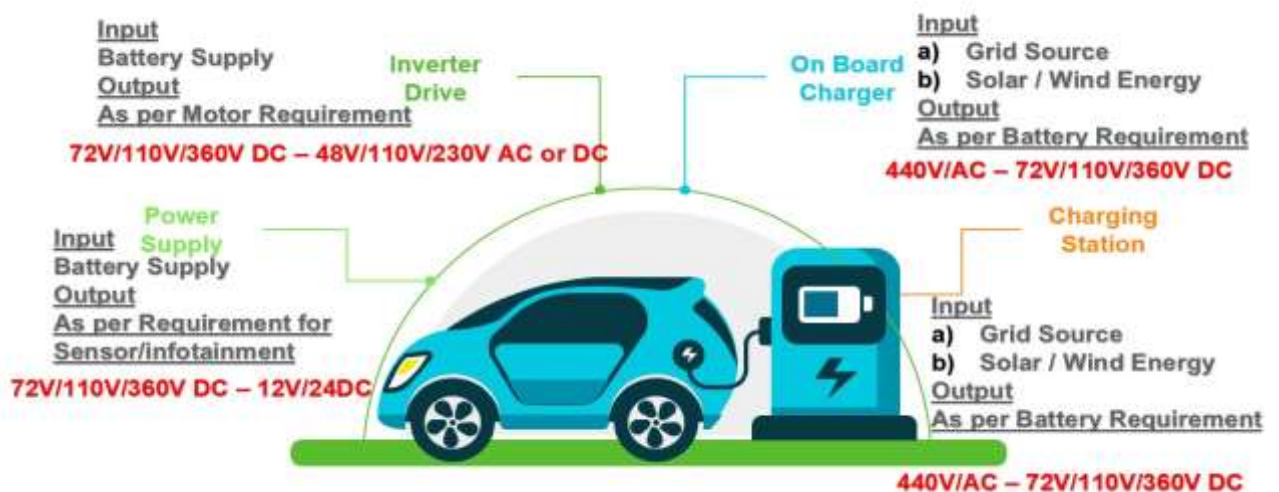 Input
Battery Supply
Output
As per Motor Requirement
Inverter
Drive
72V/110V/360V DC – 48V/110V/230V AC or DC
On Board
Charger
Input
a) Grid Source
b) Solar / Wind Energy
Output
As per Battery Requirement
440V/AC – 72V/110V/360V DC
Power
Supply
Input
Battery Supply
Output
As per Requirement for
Sensor/infotainment
72V/110V/360V DC – 12V/24DC
Charging
Station
Input
a) Grid Source
b) Solar / Wind Energy
Output
As per Battery Requirement
440V/AC – 72V/110V/360V DC